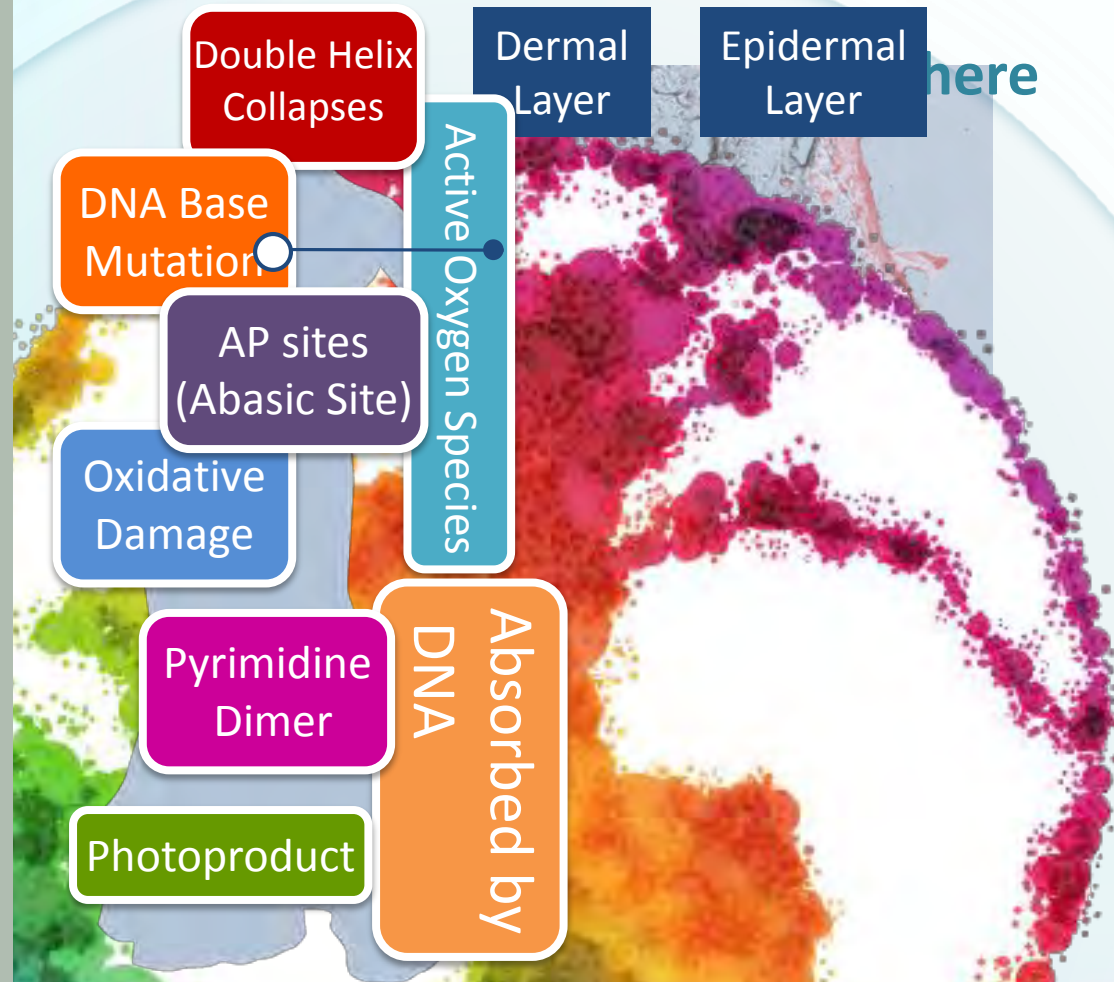 Double Helix
Collapses
Dermal
Layer
Epidermal
Layer
here
DNA Base
Mutation
Active Oxygen Species
AP sites
(Abasic Site)
Oxidative
Damage
Pyrimidine
Dimer
Absorbed by
DNA
Photoproduct